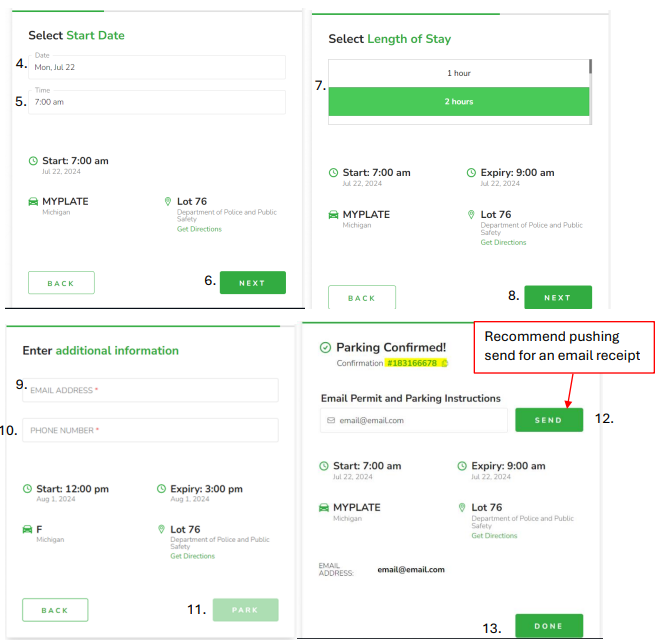 Select Start Date
4.
Date
Mon, Jul 22
5.
Time
7:00 am
Start: 7:00 am
Jul 22, 2024
MYPLATE
Michigan
Lot 76
Department of Police and Public
Safety
Get Directions
BACK
6.
NEXT
Select Length of Stay
7.
1 hour
2 hours
Start: 7:00 am
Jul 22, 2024
Expiry: 9:00 am
Jul 22, 2024
MYPLATE
Michigan
Lot 76
Department of Police and Public
Safety
Get Directions
BACK
8.
NEXT
Enter additional information
9.
EMAIL ADDRESS *
10.
PHONE NUMBER *
Start: 12:00 pm
Aug 1, 2024
Expiry: 3:00 pm
Aug 1, 2024
F
Michigan
Lot 76
Department of Police and Public
Safety
Get Directions
BACK
11.
PARK
Parking Confirmed!
Confirmation #183166678
Recommend pushing
send for an email receipt
Email Permit and Parking Instructions
email@email.com
SEND
12.
Start: 7:00 am
Jul 22, 2024
Expiry: 9:00 am
Jul 22, 2024
MYPLATE
Michigan
Lot 76
Department of Police and Public
Safety
Get Directions
EMAIL
ADDRESS:
email@email.com
13.
DONE